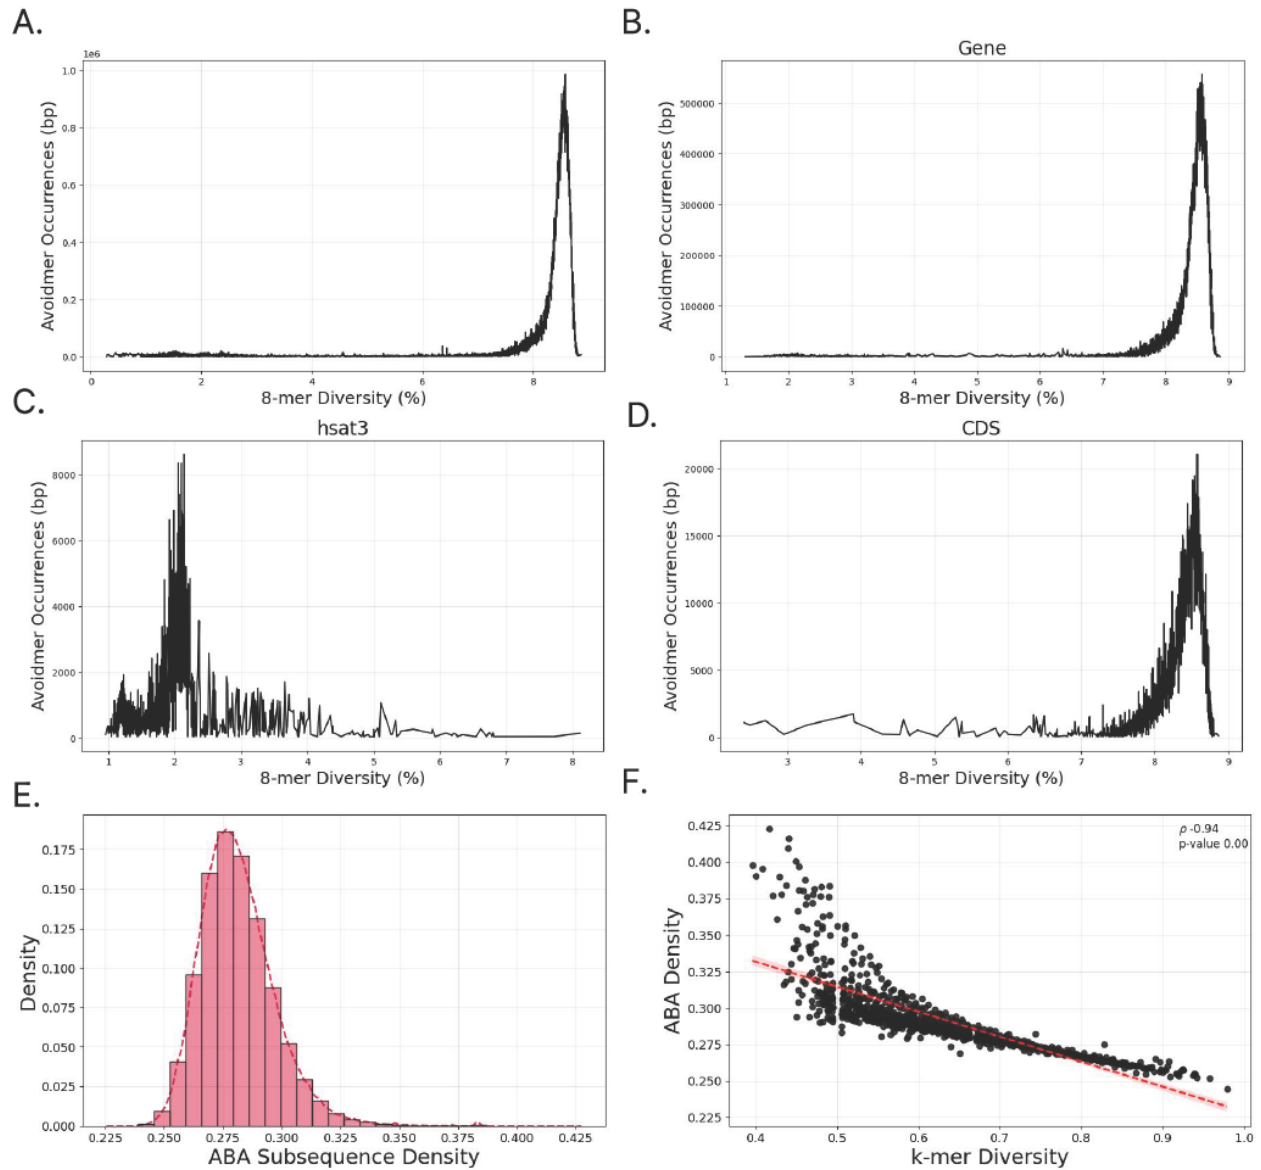 A.
1e6
1.0
0.8
0.6
0.4
0.2
0.0
0 2 4 6 8
Avoidmer Occurrences (bp)
8-mer Diversity (%)
B.
Gene
500000
400000
300000
200000
100000
0
1 2 3 4 5 6 7 8 9
Avoidmer Occurrences (bp)
8-mer Diversity (%)
C.
hsat3
8000
6000
4000
2000
0
1 2 3 4 5 6 7 8
Avoidmer Occurrences (bp)
8-mer Diversity (%)
D.
CDS
20000
15000
10000
5000
0
3 4 5 6 7 8 9
Avoidmer Occurrences (bp)
8-mer Diversity (%)
E.
0.175
0.150
0.125
0.100
0.075
0.050
0.025
0.000
0.225 0.250 0.275 0.300 0.325 0.350 0.375 0.400 0.425
Density
ABA Subsequence Density
F.
ρ -0.94
p-value 0.00
0.425
0.400
0.375
0.350
0.325
0.300
0.275
0.250
0.225
0.4 0.5 0.6 0.7 0.8 0.9 1.0
ABA Density
k-mer Diversity